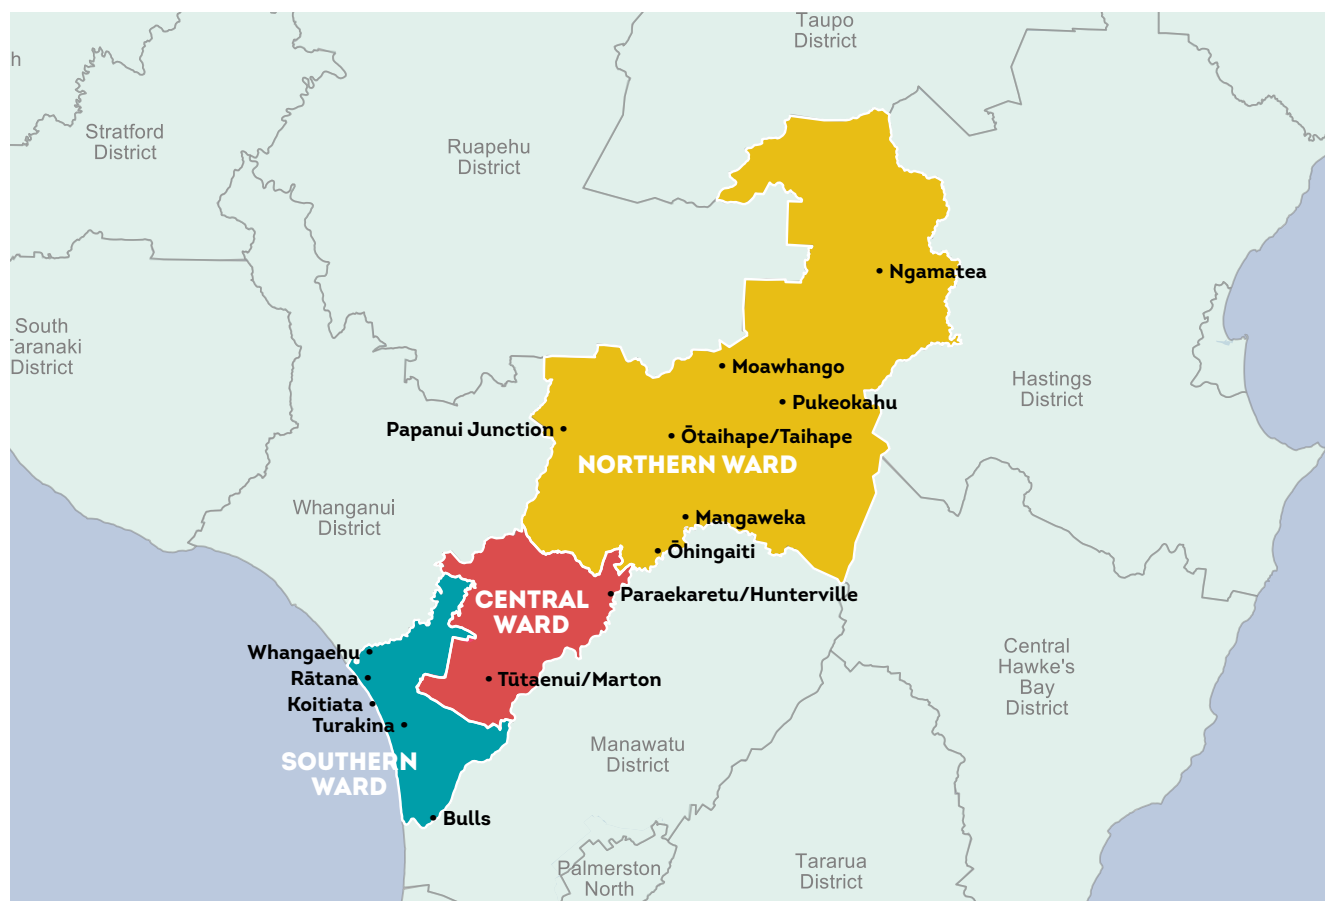 Taupo
District
h
Stratford
District
Ruapehu
District
Ngamatea
South
Taranaki
District
Moawhango
Hastings
District
Pukeokahu
Papanui Junction
Ōtaihape/Taihape
NORTHERN WARD
Whanganui
District
Mangaweka
Ōhingaiti
Paraekaretu/Hunterville
CENTRAL
WARD
Whangaehu
Rātana
Tūtaenui/Marton
Koitiata
Turakina
Central
Hawke's
Bay
District
Manawatu
District
SOUTHERN
WARD
Bulls
Palmerston
North
Tararua
District